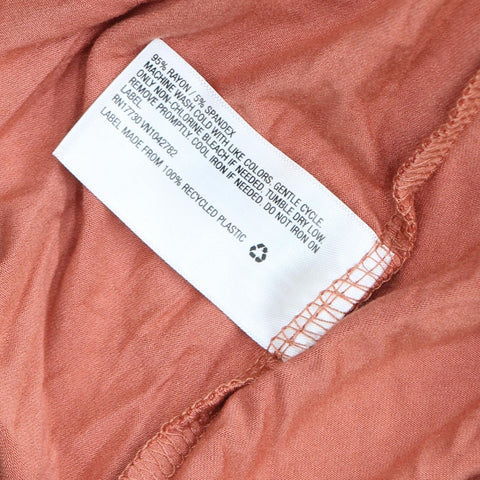 95% RAYON / 5% SPANDEX
MACHINE WASH COLD WITH LIKE COLORS, GENTLE CYCLE.
ONLY NON-CHLORINE BLEACH IF NEEDED. TUMBLE DRY LOW.
REMOVE PROMPTLY. COOL IRON IF NEEDED. DO NOT IRON ON
LABEL.
RN17730 VN1042782
LABEL MADE FROM 100% RECYCLED PLASTIC